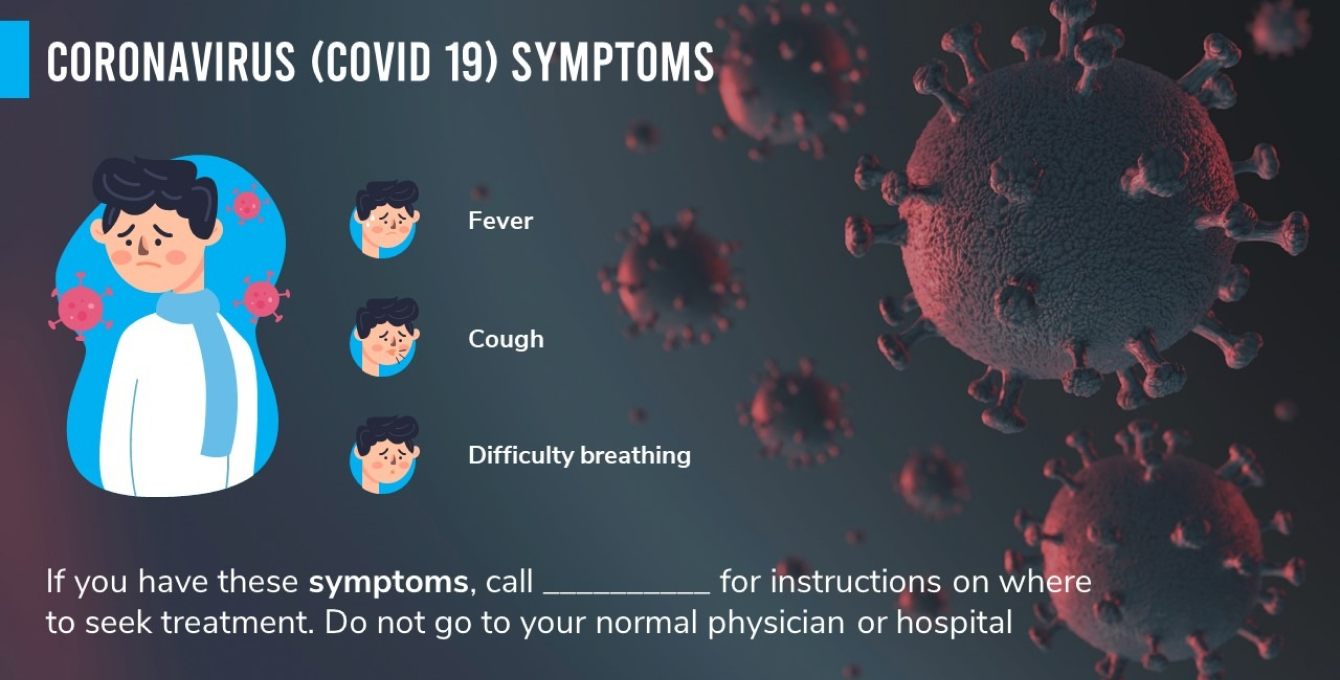 CORONAVIRUS (COVID 19) SYMPTOMS
Fever
Cough
Difficulty breathing
If you have these symptoms, call __________ for instructions on where
to seek treatment. Do not go to your normal physician or hospital